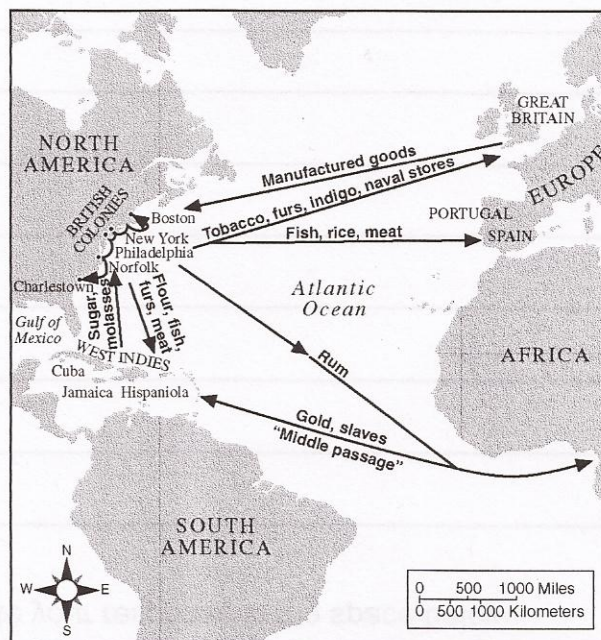 GREAT
BRITAIN
NORTH
AMERICA
EUROPE
Manufactured goods
Tobacco, furs, indigo, naval stores
BRITISH
COLONIES
Boston
PORTUGAL
New York
Fish, rice, meat
SPAIN
Philadelphia
Norfolk
Charlestown
Sugar,
molasses
Flour, fish,
furs, meat
Atlantic
Ocean
Gulf of
Mexico
WEST INDIES
Rum
AFRICA
Cuba
Jamaica Hispaniola
Gold, slaves
"Middle passage"
SOUTH
AMERICA
N
W E
S
0 500 1000 Miles
0 500 1000 Kilometers